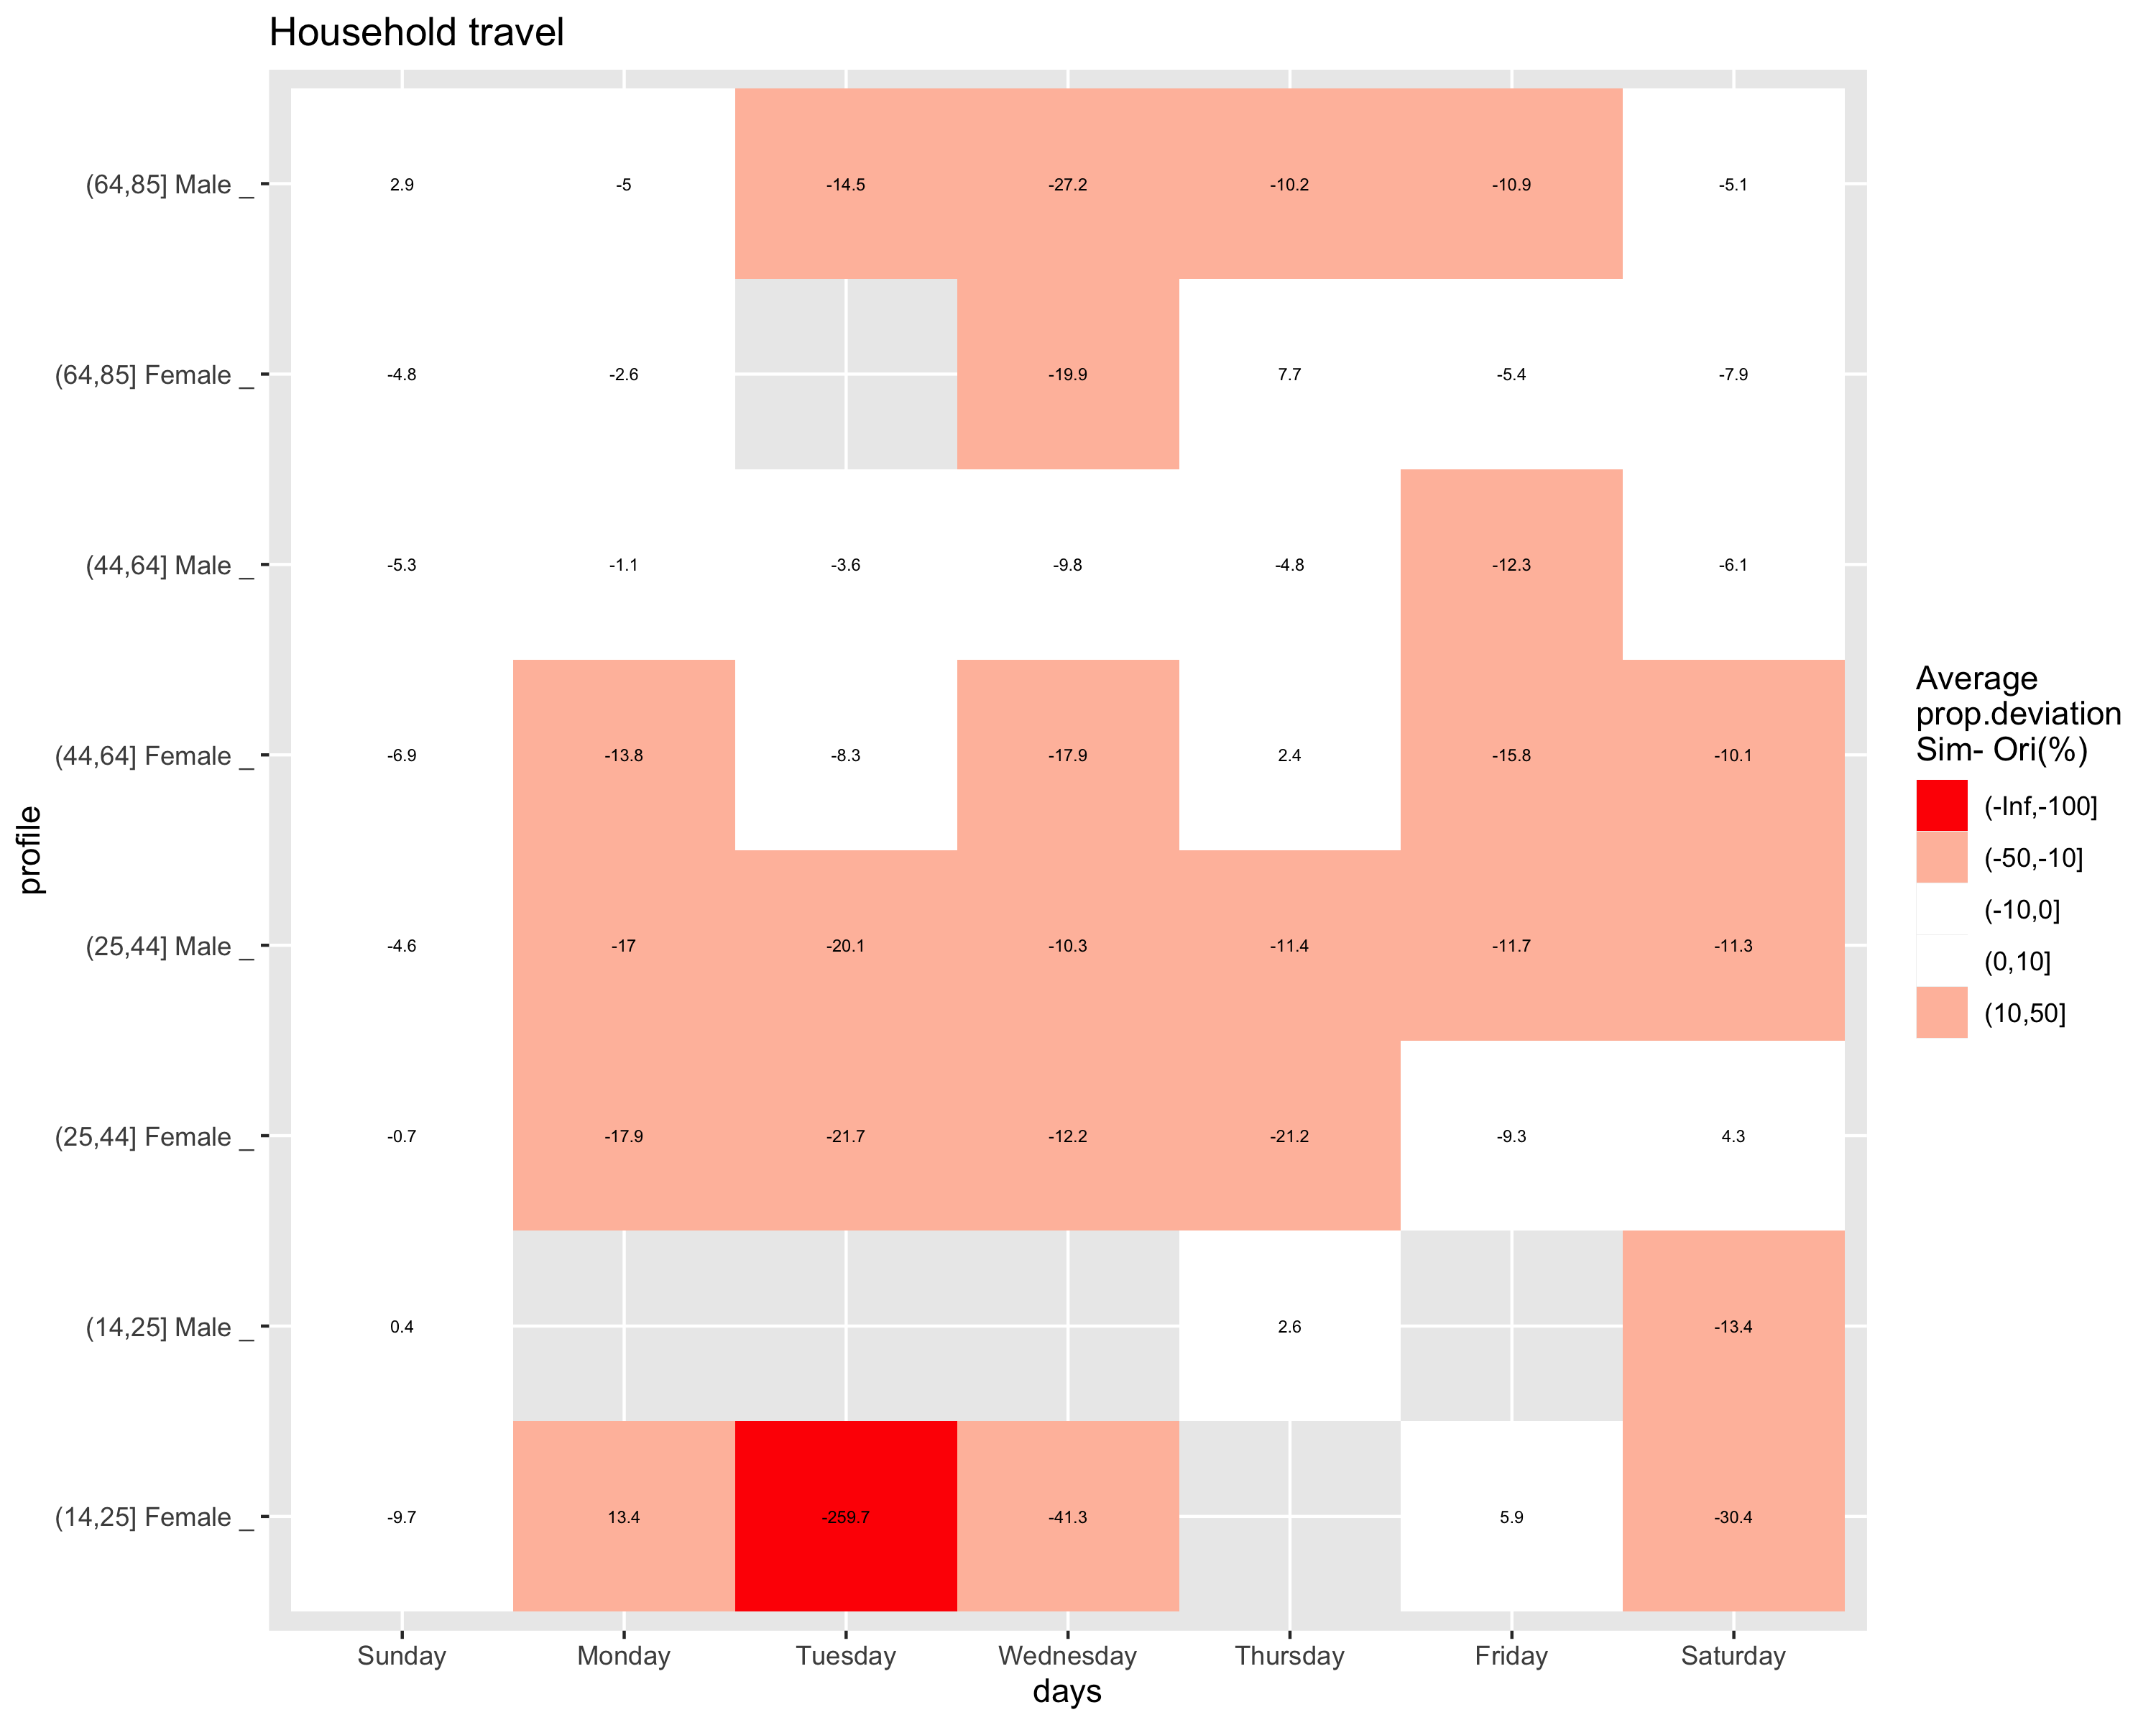 Household travel
(64,85] Male _
2.9 -5 -14.5 -27.2 -10.2 -10.9 -5.1
(64,85] Female _
-4.8 -2.6 -19.9 7.7 -5.4 -7.9
(44,64] Male _
-5.3 -1.1 -3.6 -9.8 -4.8 -12.3 -6.1
(44,64] Female _
-6.9 -13.8 -8.3 -17.9 2.4 -15.8 -10.1
(25,44] Male _
-4.6 -17 -20.1 -10.3 -11.4 -11.7 -11.3
(25,44] Female _
-0.7 -17.9 -21.7 -12.2 -21.2 -9.3 4.3
(14,25] Male _
0.4 2.6 -13.4
(14,25] Female _
-9.7 13.4 -259.7 -41.3 5.9 -30.4
profile
Sunday Monday Tuesday Wednesday Thursday Friday Saturday
days
Average
prop.deviation
Sim- Ori(%)
(-Inf,-100]
(-50,-10]
(-10,0]
(0,10]
(10,50]